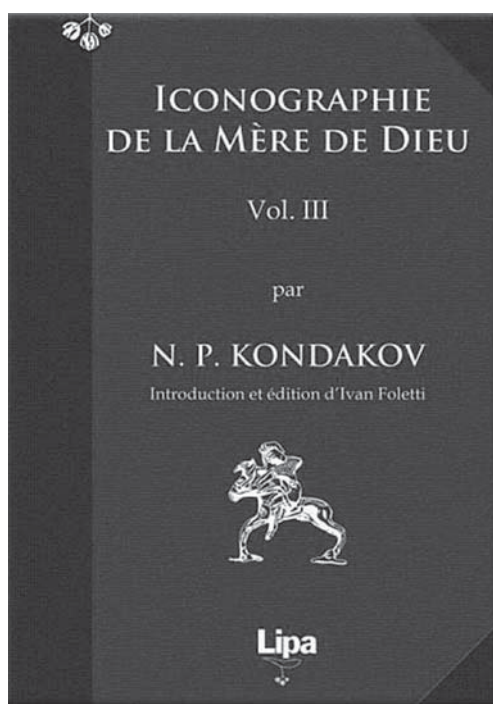 ICONOGRAPHIE
DE LA MÈRE DE DIEU
Vol. III
par
N. P. KONDAKOV
Introduction et édition d'Ivan Foletti
Lipa